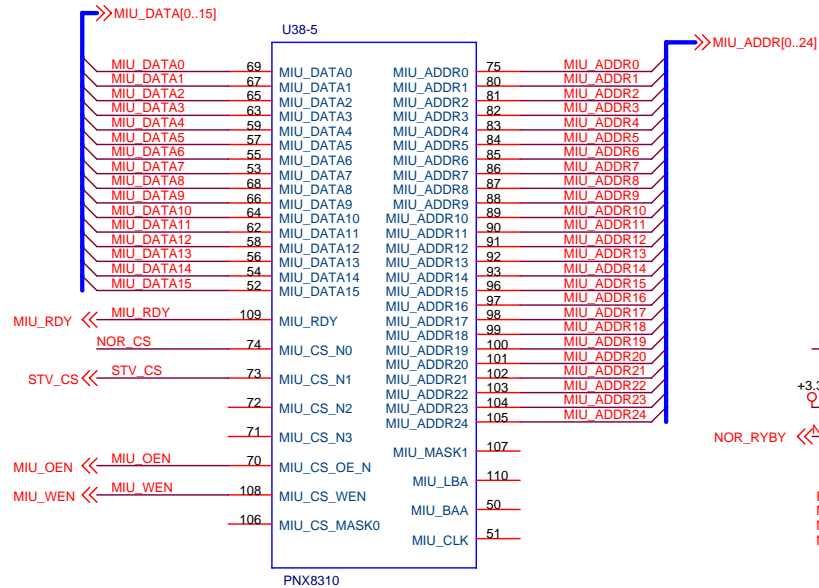 MIU_DATA[0..15]
U38-5
MIU_ADDR[0..24]
MIU_DATA0 69 MIU_DATA0 MIU_ADDR0 75 MIU_ADDR0
MIU_DATA1 67 MIU_DATA1 MIU_ADDR1 80 MIU_ADDR1
MIU_DATA2 65 MIU_DATA2 MIU_ADDR2 81 MIU_ADDR2
MIU_DATA3 63 MIU_DATA3 MIU_ADDR3 82 MIU_ADDR3
MIU_DATA4 59 MIU_DATA4 MIU_ADDR4 83 MIU_ADDR4
MIU_DATA5 57 MIU_DATA5 MIU_ADDR5 84 MIU_ADDR5
MIU_DATA6 55 MIU_DATA6 MIU_ADDR6 85 MIU_ADDR6
MIU_DATA7 53 MIU_DATA7 MIU_ADDR7 86 MIU_ADDR7
MIU_DATA8 68 MIU_DATA8 MIU_ADDR8 87 MIU_ADDR8
MIU_DATA9 66 MIU_DATA9 MIU_ADDR9 88 MIU_ADDR9
MIU_DATA10 64 MIU_DATA10 MIU_ADDR10 89 MIU_ADDR10
MIU_DATA11 62 MIU_DATA11 MIU_ADDR11 90 MIU_ADDR11
MIU_DATA12 58 MIU_DATA12 MIU_ADDR12 91 MIU_ADDR12
MIU_DATA13 56 MIU_DATA13 MIU_ADDR13 92 MIU_ADDR13
MIU_DATA14 54 MIU_DATA14 MIU_ADDR14 93 MIU_ADDR14
MIU_DATA15 52 MIU_DATA15 MIU_ADDR15 96 MIU_ADDR15
MIU_ADDR16 97 MIU_ADDR16
MIU_RDY MIU_RDY 109 MIU_RDY MIU_ADDR17 98 MIU_ADDR17
MIU_ADDR18 99 MIU_ADDR18
NOR_CS 74 MIU_CS_N0 MIU_ADDR19 100 MIU_ADDR19
MIU_ADDR20 101 MIU_ADDR20
STV_CS STV_CS 73 MIU_CS_N1 MIU_ADDR21 102 MIU_ADDR21
MIU_ADDR22 103 MIU_ADDR22
72 MIU_CS_N2 MIU_ADDR23 104 MIU_ADDR23
MIU_ADDR24 105 MIU_ADDR24
+3.3
71 MIU_CS_N3
NOR_RYBY
MIU_MASK1 107
MIU_OEN MIU_OEN 70 MIU_CS_OE_N
MIU_LBA 110
MIU_WEN MIU_WEN 108 MIU_CS_WEN
MIU_BAA 50
106 MIU_CS_MASK0
MIU_CLK 51
PNX8310